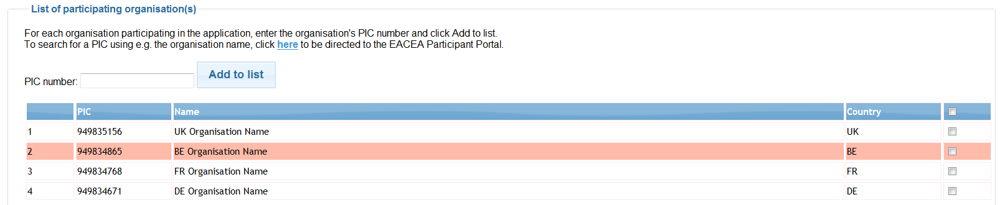 List of participating organisation(s)
For each organisation participating in the application, enter the organisation's PIC number and click Add to list.
To search for a PIC using e.g. the organisation name, click here to be directed to the EACEA Participant Portal.
PIC number: Add to list
PIC Name Country
1 949835156 UK Organisation Name UK
2 949834865 BE Organisation Name BE
3 949834768 FR Organisation Name FR
4 949834671 DE Organisation Name DE